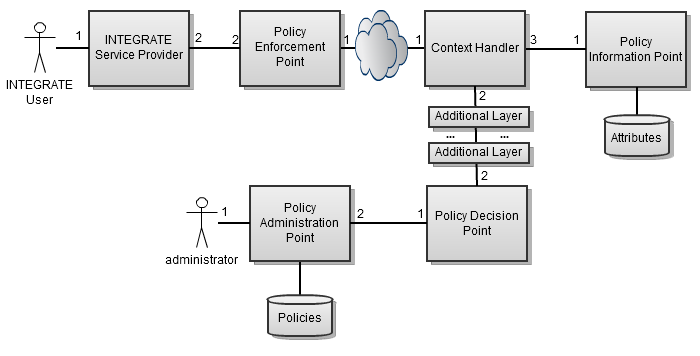 1
INTEGRATE
Service Provider
2
2
Policy
Enforcement
Point
1
1
Context Handler
3
1
Policy
Information Point
INTEGRATE
User
2
Additional Layer
... ...
Additional Layer
2
Attributes
administrator
1
Policy
Administration
Point
2
1
Policy Decision
Point
Policies